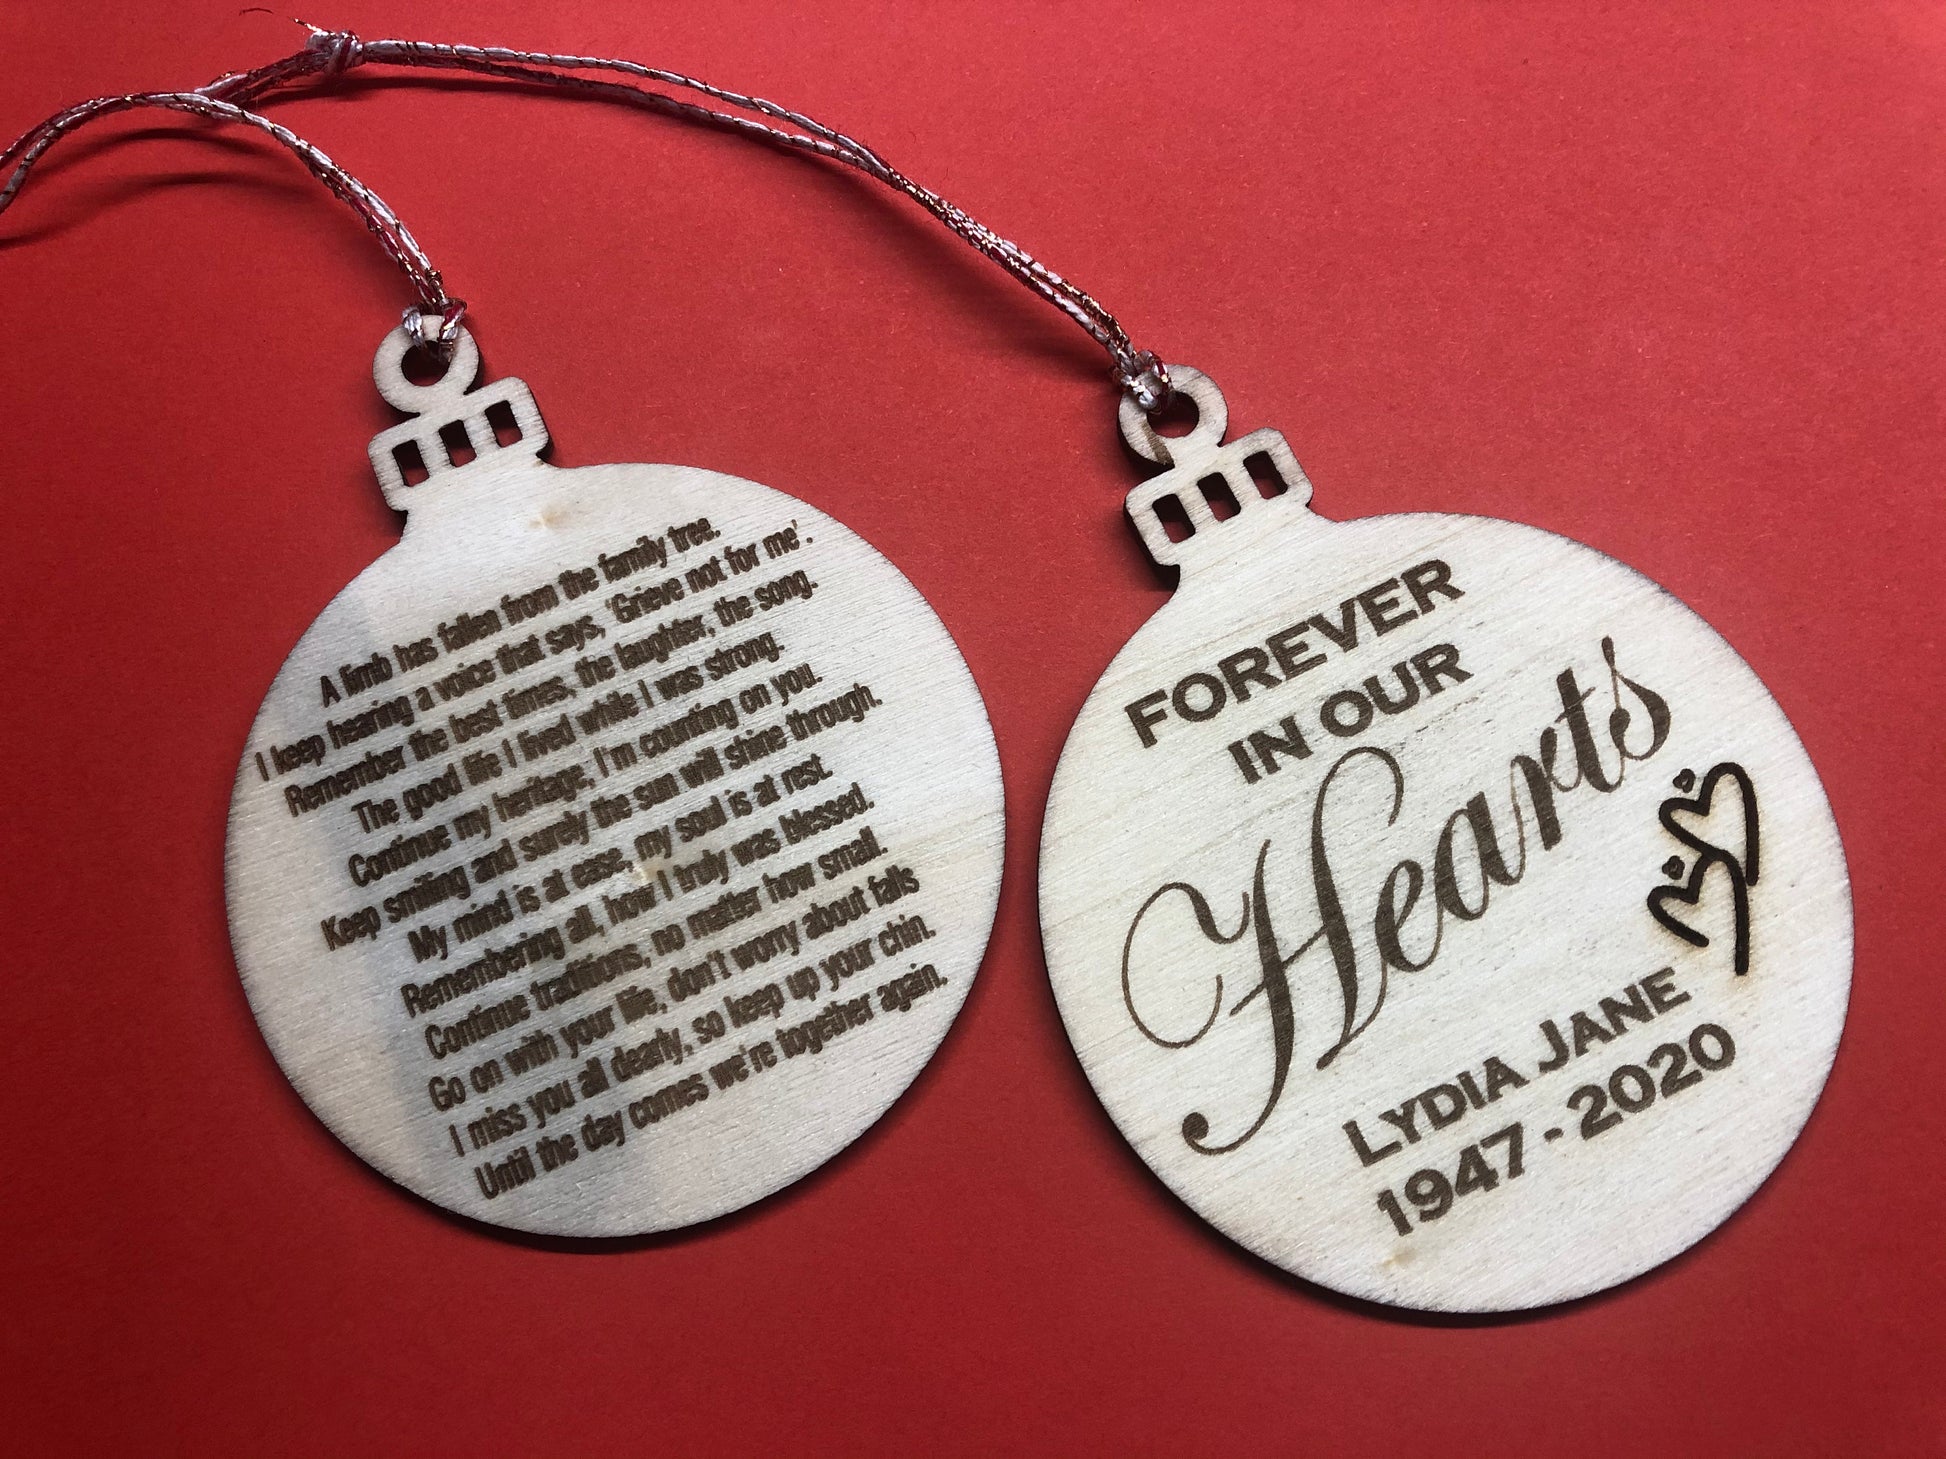 A limb has fallen from the family tree.
I keep hearing a voice that says, 'Grieve not for me'.
Remember the best times, the laughter, the song.
The good life I lived while I was strong.
Continue my heritage, I'm counting on you.
Keep smiling and surely the sun will shine through.
My mind is at ease, my soul is at rest.
Remembering all, how I truly was blessed.
Continue traditions, no matter how small.
Go on with your life, don't worry about falls
I miss you all dearly, so keep up your chin.
Until the day comes we're together again.
FOREVER
IN OUR
Hearts
LYDIA JANE
1947 - 2020